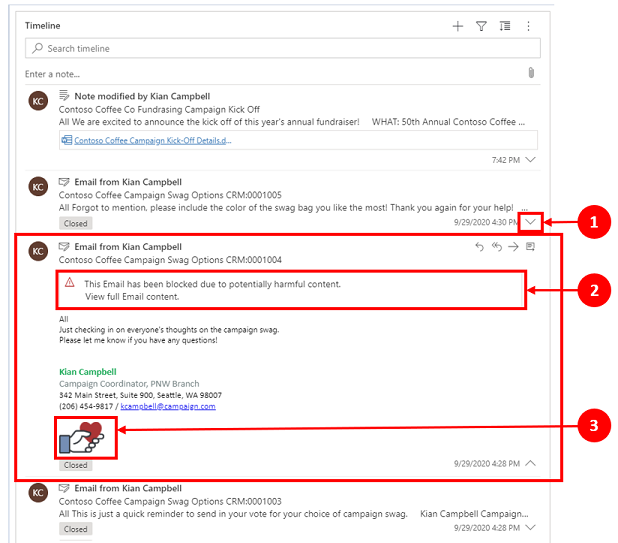 Timeline
Search timeline
Enter a note...
KC
Note modified by Kian Campbell
Contoso Coffee Co Fundrasing Campaign Kick Off
All We are excited to announce the kick off of this year's annual fundraiser! WHAT: 50th Annual Contoso Coffee ...
Contoso Coffee Campaign Kick-Off Details.d...
7:42 PM
KC
Email from Kian Campbell
Contoso Coffee Campaign Swag Options CRM:0001005
All Forgot to mention, please include the color of the swag bag you like the most! Thank you again for your help! ...
Closed
9/29/2020 4:30 PM
1
KC
Email from Kian Campbell
Contoso Coffee Campaign Swag Options CRM:0001004
This Email has been blocked due to potentially harmful content.
View full Email content.
2
All
Just checking in on everyone's thoughts on the campaign swag.
Please let me know if you have any questions!
Kian Campbell
Campaign Coordinator, PNW Branch
342 Main Street, Suite 900, Seattle, WA 98007
(206) 454-9817 / kcampbell@campaign.com
3
Closed
9/29/2020 4:28 PM
KC
Email from Kian Campbell
Contoso Coffee Campaign Swag Options CRM:0001003
All This is just a quick reminder to send in your vote for your choice of campaign swag. Kian Campbell Campaign...
Closed
9/29/2020 4:28 PM